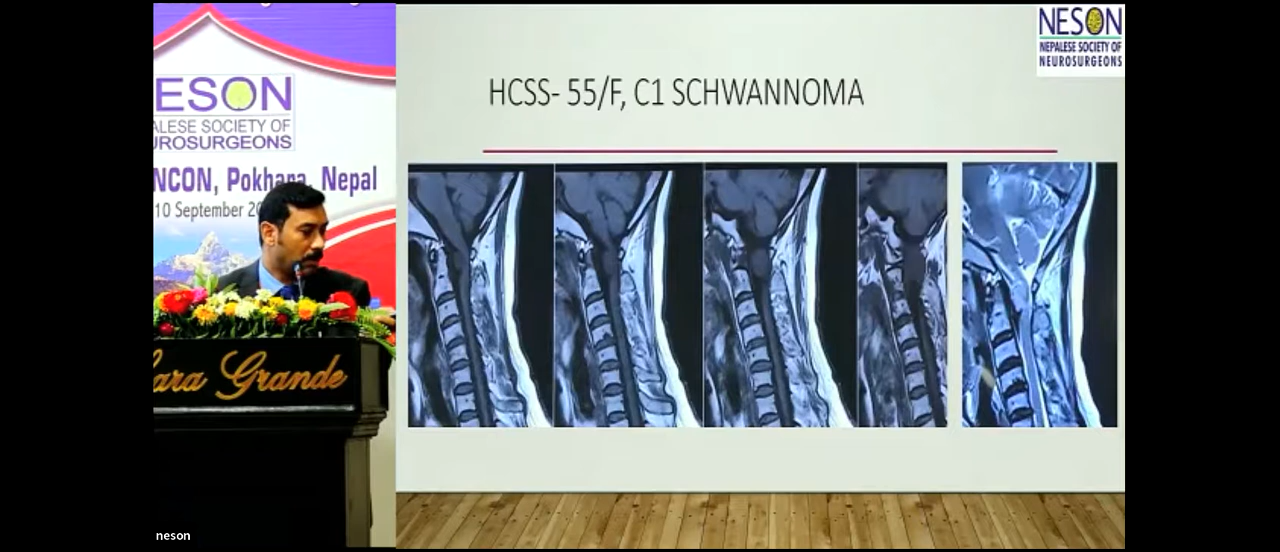 ESON
ALESE SOCIETY OF
UROSURGEONS
NCON, Pokhara, Nepal
10 September 20
ara Grande
neson
HCSS- 55/F, C1 SCHWANNOMA
NESON
NEPALESE SOCIETY OF
NEUROSURGEONS